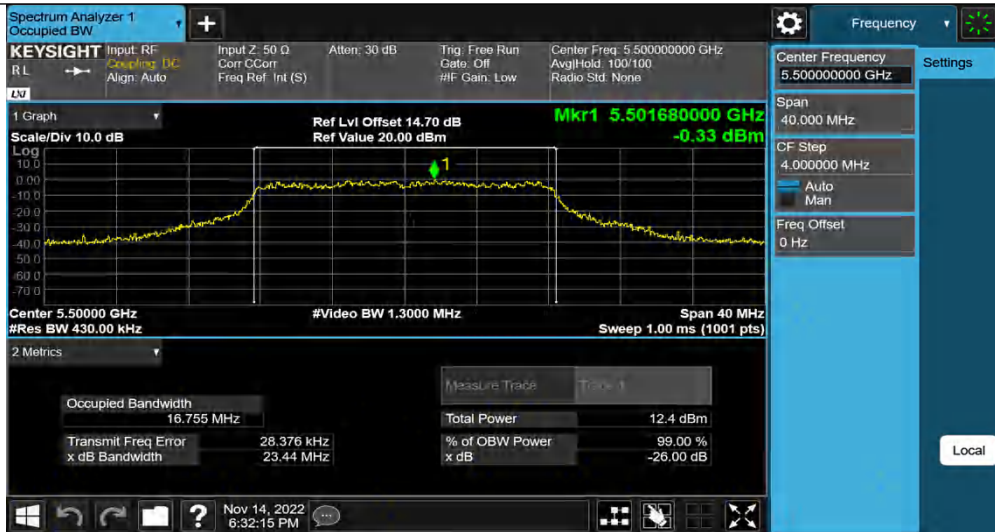 Spectrum Analyzer 1
Occupied BW
Frequency
KEYSIGHT
RL
LXI
Input: RF
Coupling: DC
Align: Auto
Input Z: 50 Ω
Corr CCorr
Freq Ref: Int (S)
Atten: 30 dB
Trig: Free Run
Gate: Off
#IF Gain: Low
Center Freq: 5.500000000 GHz
Avg|Hold: 100/100
Radio Std: None
Center Frequency
5.500000000 GHz
Settings
Span
40.000 MHz
CF Step
4.000000 MHz
Auto
Man
Freq Offset
0 Hz
Local
1 Graph
Scale/Div 10.0 dB
Ref Lvl Offset 14.70 dB
Ref Value 20.00 dBm
Mkr1 5.501680000 GHz
-0.33 dBm
Log
10.0
0.00
-10.0
-20.0
-30.0
-40.0
-50.0
-60.0
-70.0
1
Center 5.50000 GHz
#Res BW 430.00 kHz
#Video BW 1.3000 MHz
Span 40 MHz
Sweep 1.00 ms (1001 pts)
2 Metrics
Measure Trace
Trace 1
Occupied Bandwidth
16.755 MHz
Total Power
12.4 dBm
Transmit Freq Error
28.376 kHz
% of OBW Power
99.00 %
x dB Bandwidth
23.44 MHz
x dB
-26.00 dB
?
Nov 14, 2022
6:32:15 PM